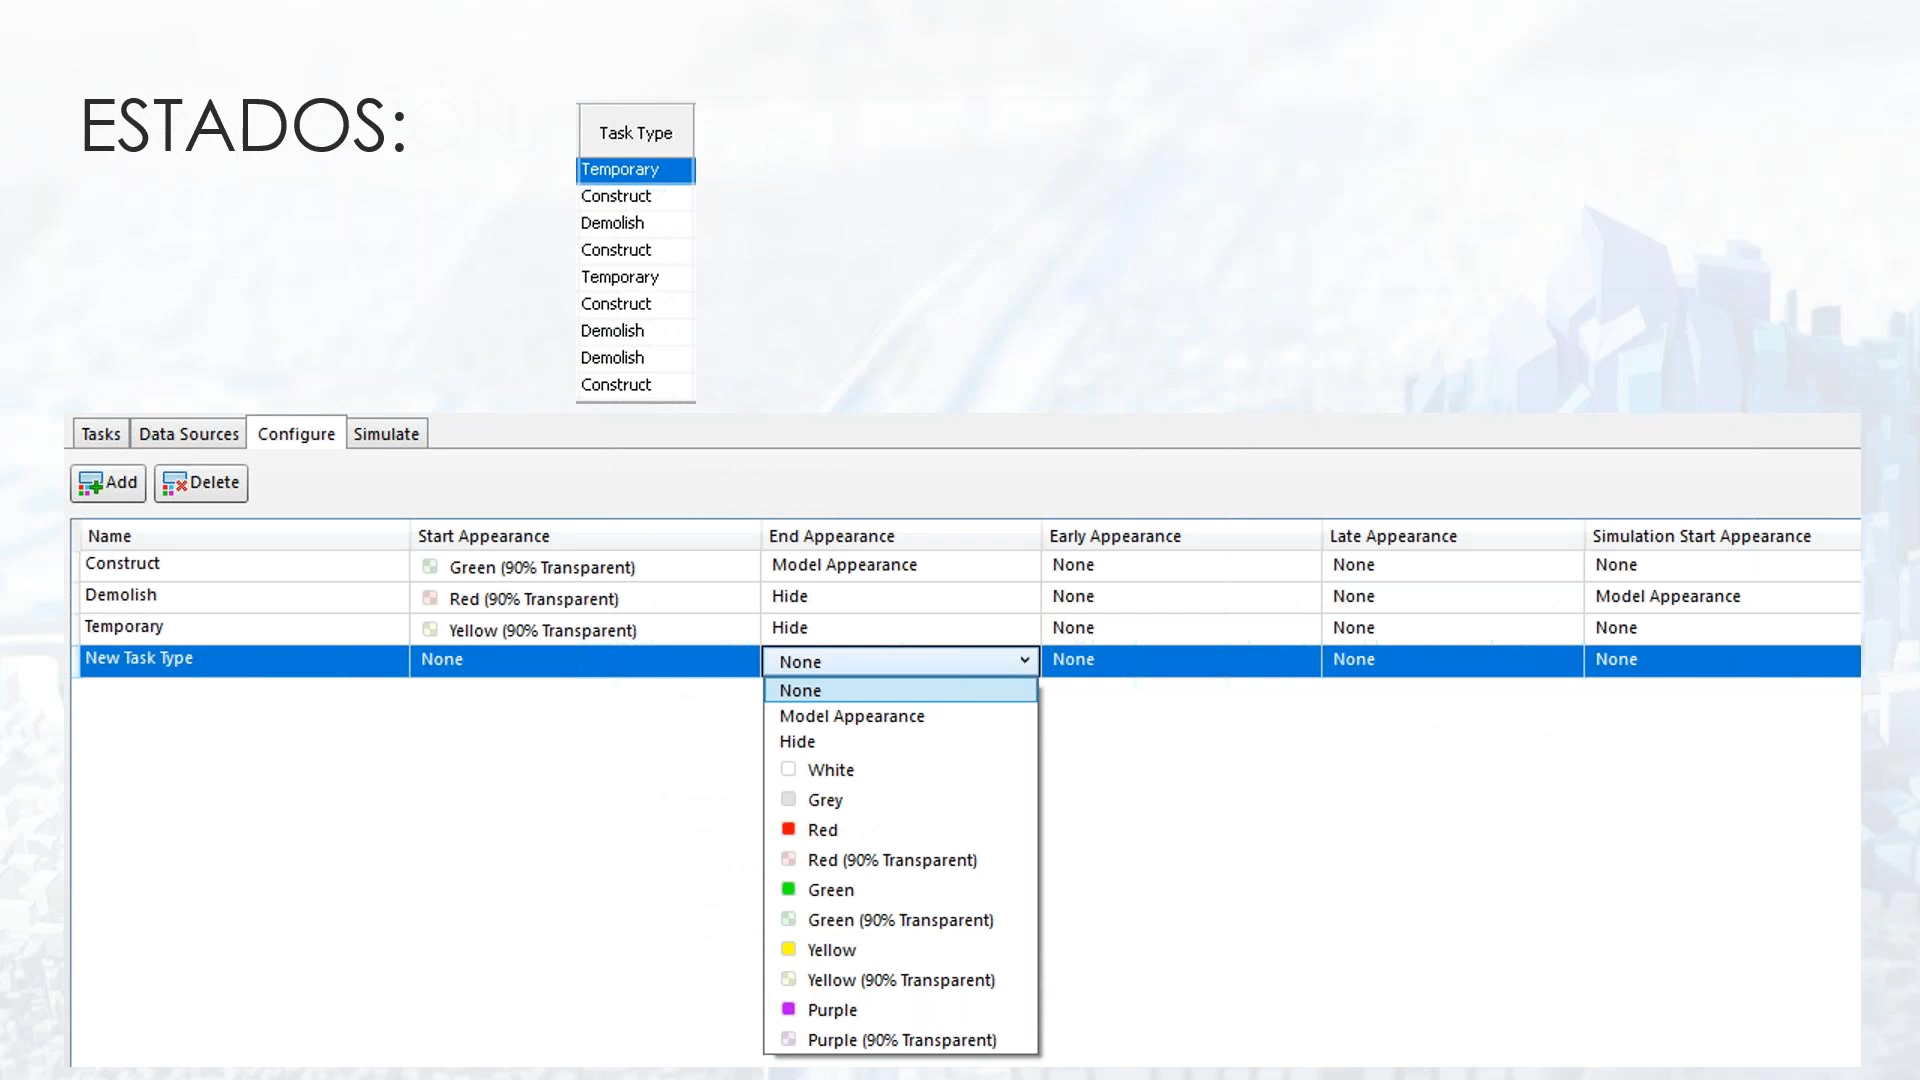 ESTADOS:
Task Type
Temporary
Construct
Demolish
Construct
Temporary
Construct
Demolish
Demolish
Construct
Tasks Data Sources Configure Simulate
Add Delete
Name Start Appearance End Appearance Early Appearance Late Appearance Simulation Start Appearance
Construct Green (90% Transparent) Model Appearance None None None
Demolish Red (90% Transparent) Hide None None Model Appearance
Temporary Yellow (90% Transparent) Hide None None None
New Task Type None None None None None
None
Model Appearance
Hide
White
Grey
Red
Red (90% Transparent)
Green
Green (90% Transparent)
Yellow
Yellow (90% Transparent)
Purple
Purple (90% Transparent)